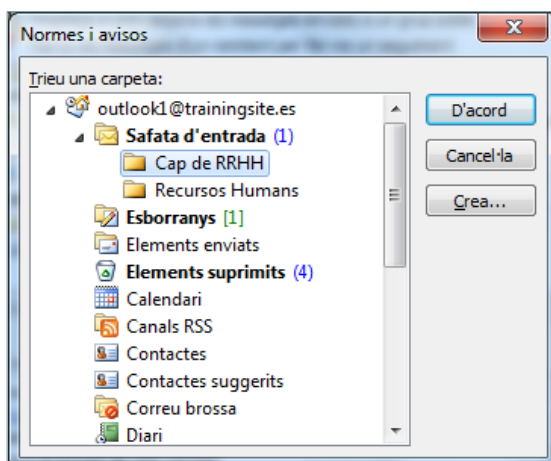 Normes i avisos
Trieu una carpeta:
outlook1@trainingsite.es
Safata d'entrada (1)
Cap de RRHH
Recursos Humans
Esborranys [1]
Elements enviats
Elements suprimits (4)
Calendari
Canals RSS
Contactes
Contactes suggerits
Correu brossa
Diari
D'acord
Cancel·la
Crea...